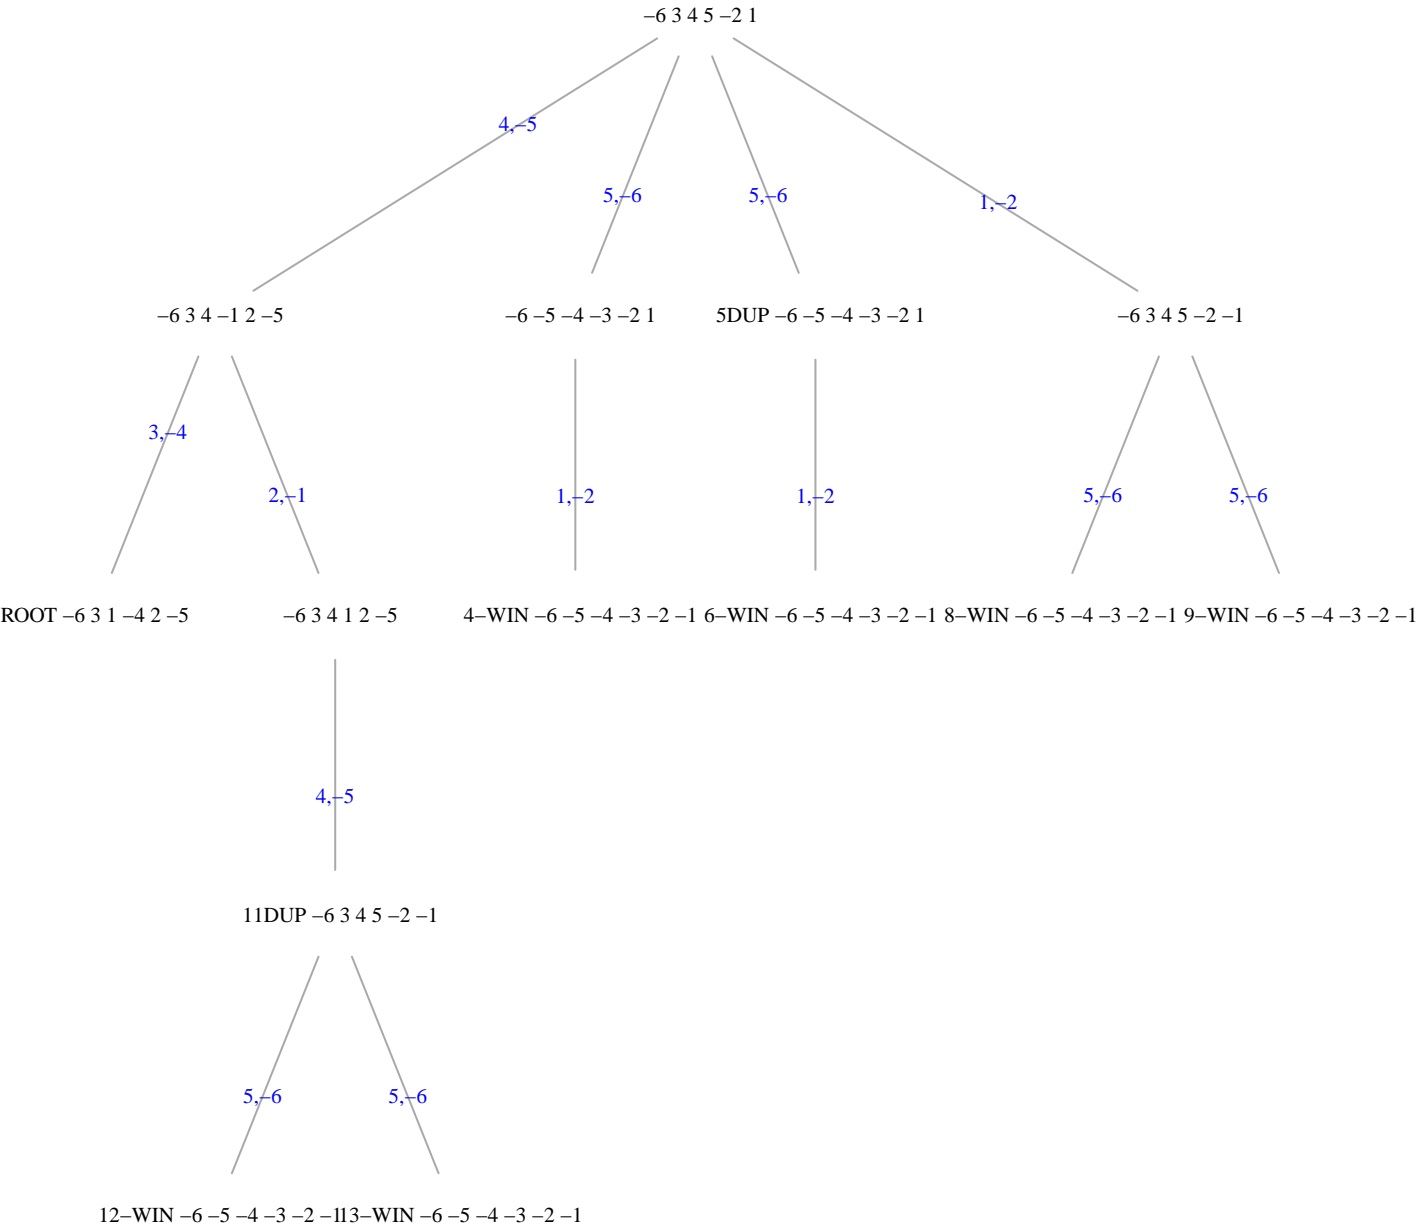 –6 3 4 5 –2 1
4,–5
5,–6
5,–6
1,–2
–6 3 4 –1 2 –5
–6 –5 –4 –3 –2 1
5DUP –6 –5 –4 –3 –2 1
–6 3 4 5 –2 –1
3,–4
2,–1
1,–2
1,–2
5,–6
5,–6
ROOT –6 3 1 –4 2 –5
–6 3 4 1 2 –5
4–WIN –6 –5 –4 –3 –2 –1
6–WIN –6 –5 –4 –3 –2 –1
8–WIN –6 –5 –4 –3 –2 –1
9–WIN –6 –5 –4 –3 –2 –1
4,–5
11DUP –6 3 4 5 –2 –1
5,–6
5,–6
12–WIN –6 –5 –4 –3 –2 –1
13–WIN –6 –5 –4 –3 –2 –1